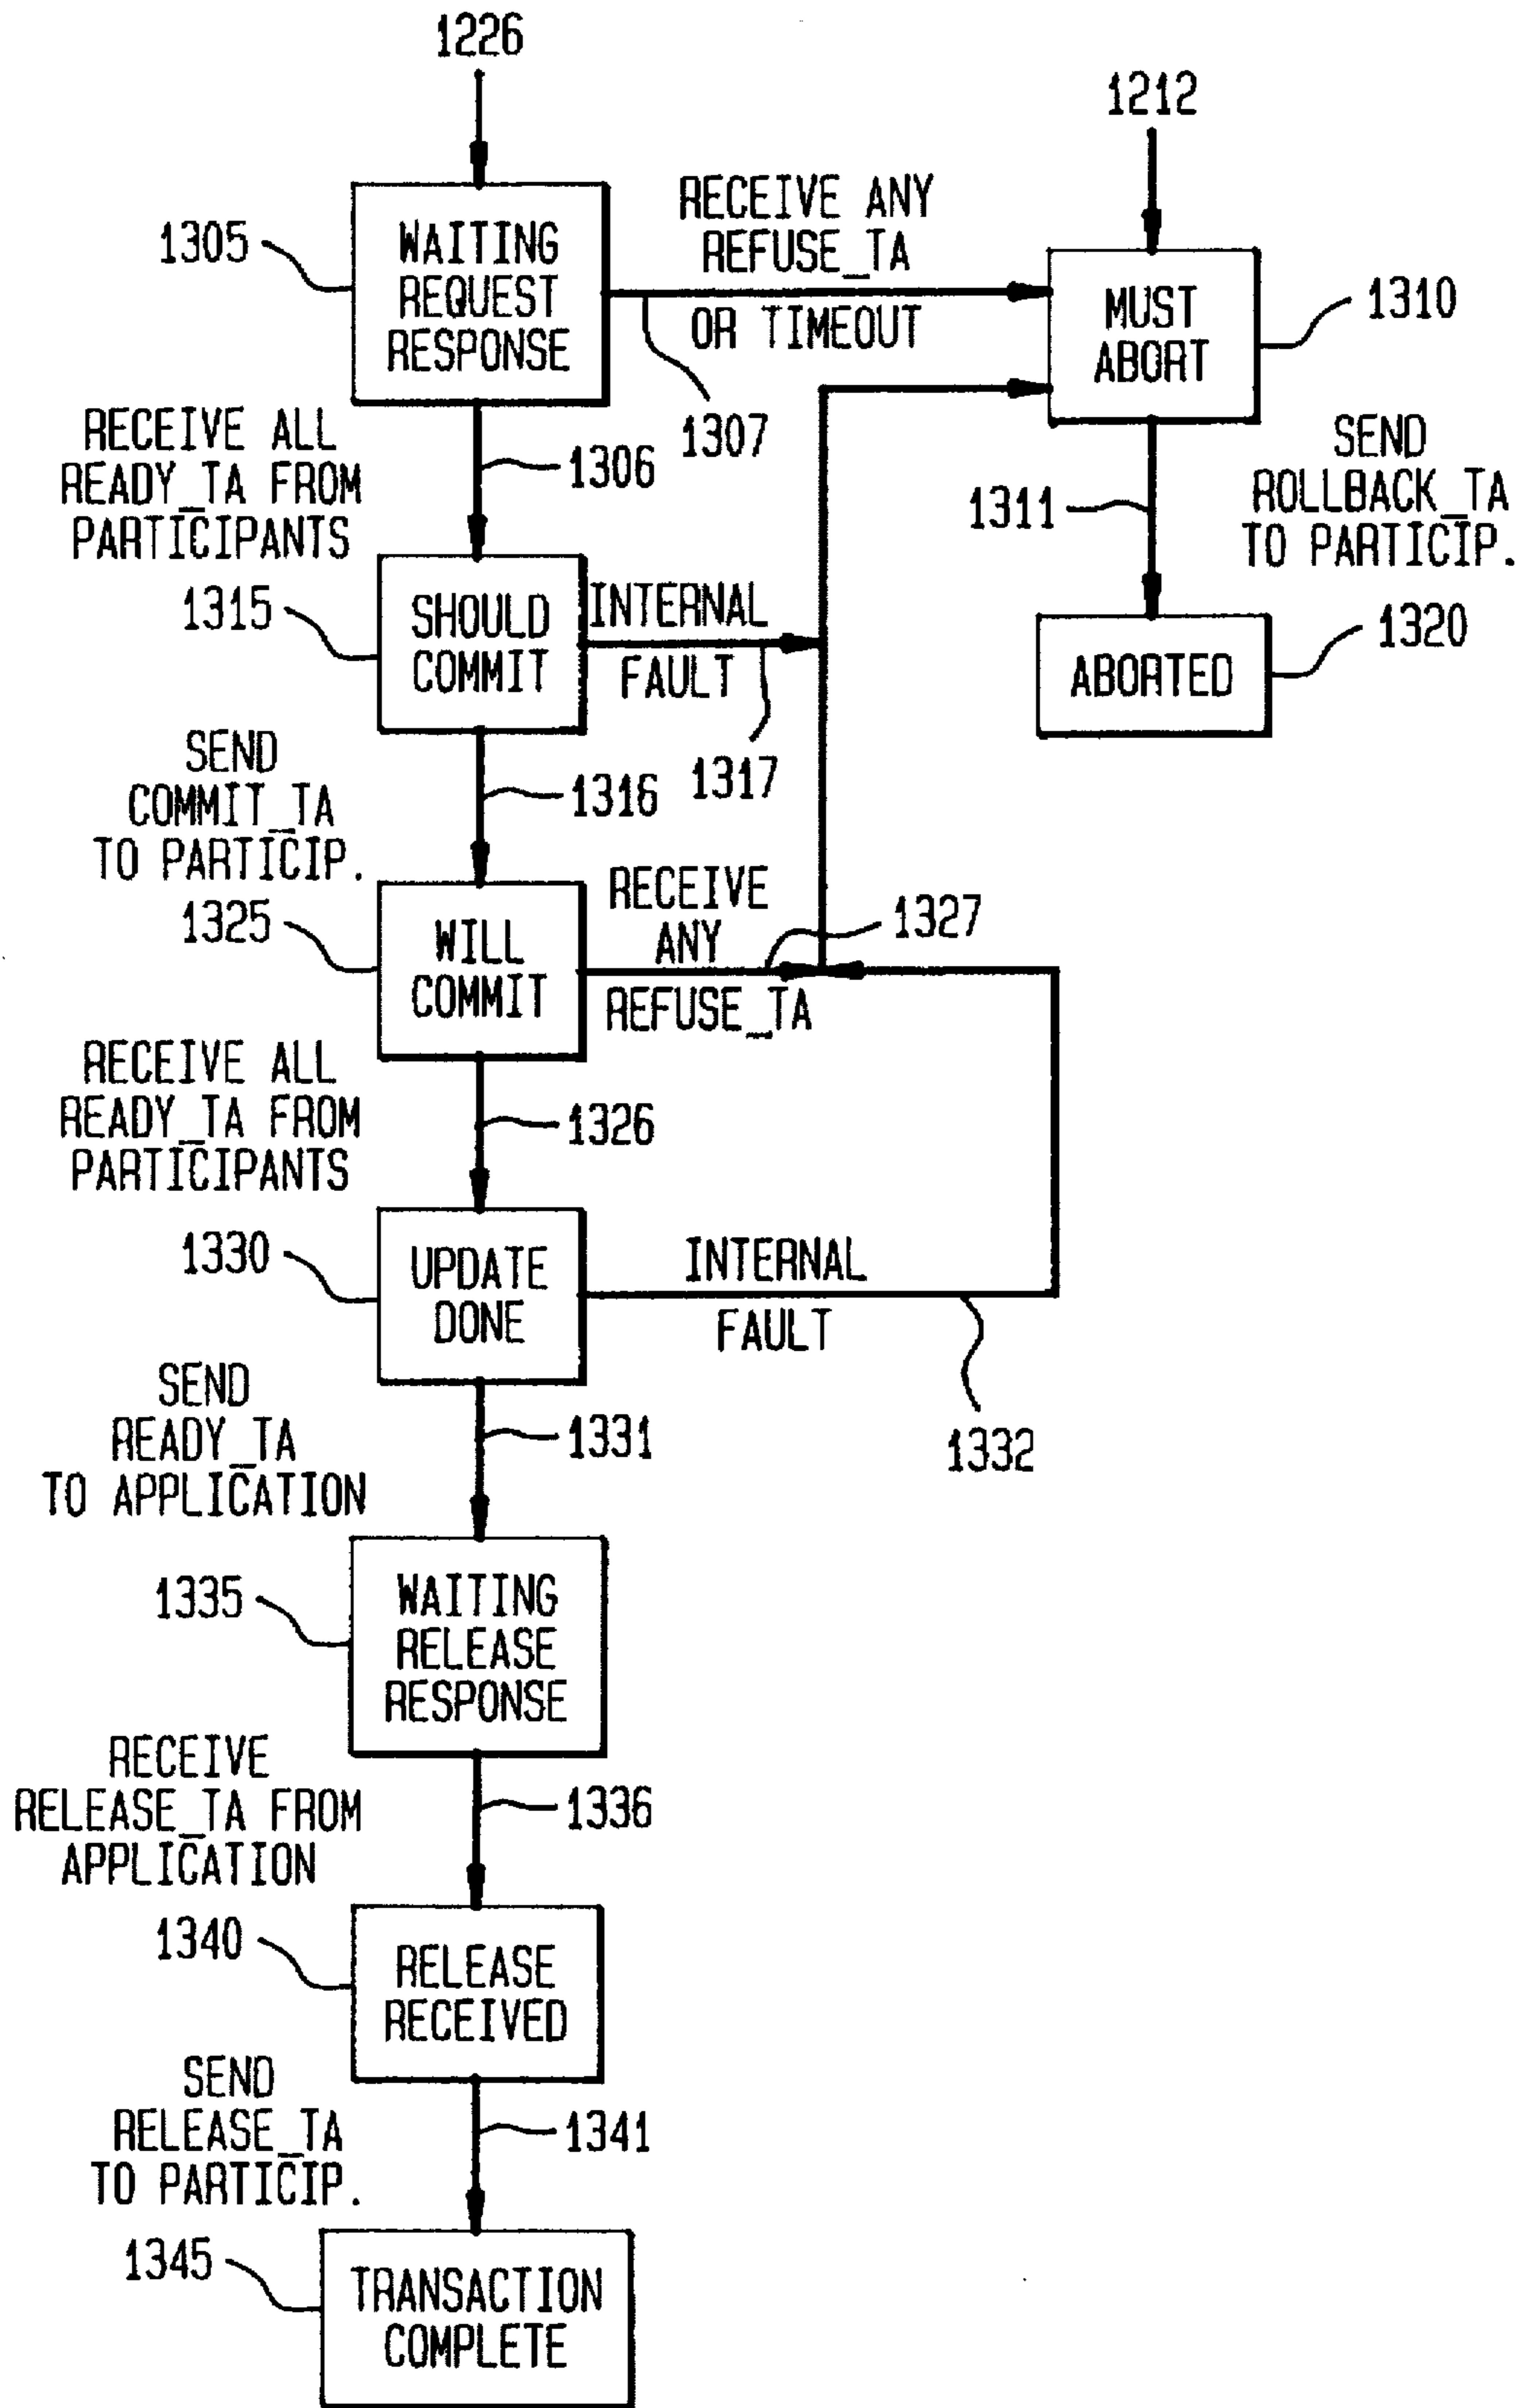 1226
1212
1305
WAITING
REQUEST
RESPONSE
RECEIVE ANY
REFUSE_TA
OR TIMEOUT
1307
MUST
ABORT
1310
RECEIVE ALL
READY_TA FROM
PARTICIPANTS
1306
1311
SEND
ROLLBACK_TA
TO PARTICIP.
1315
SHOULD
COMMIT
INTERNAL
FAULT
1317
ABORTED
1320
SEND
COMMIT_TA
TO PARTICIP.
1316
1325
WILL
COMMIT
RECEIVE
ANY
REFUSE_TA
1327
RECEIVE ALL
READY_TA FROM
PARTICIPANTS
1326
1330
UPDATE
DONE
INTERNAL
FAULT
1332
SEND
READY_TA
TO APPLICATION
1331
1335
WAITING
RELEASE
RESPONSE
RECEIVE
RELEASE_TA FROM
APPLICATION
1336
1340
RELEASE
RECEIVED
SEND
RELEASE_TA
TO PARTICIP.
1341
1345
TRANSACTION
COMPLETE